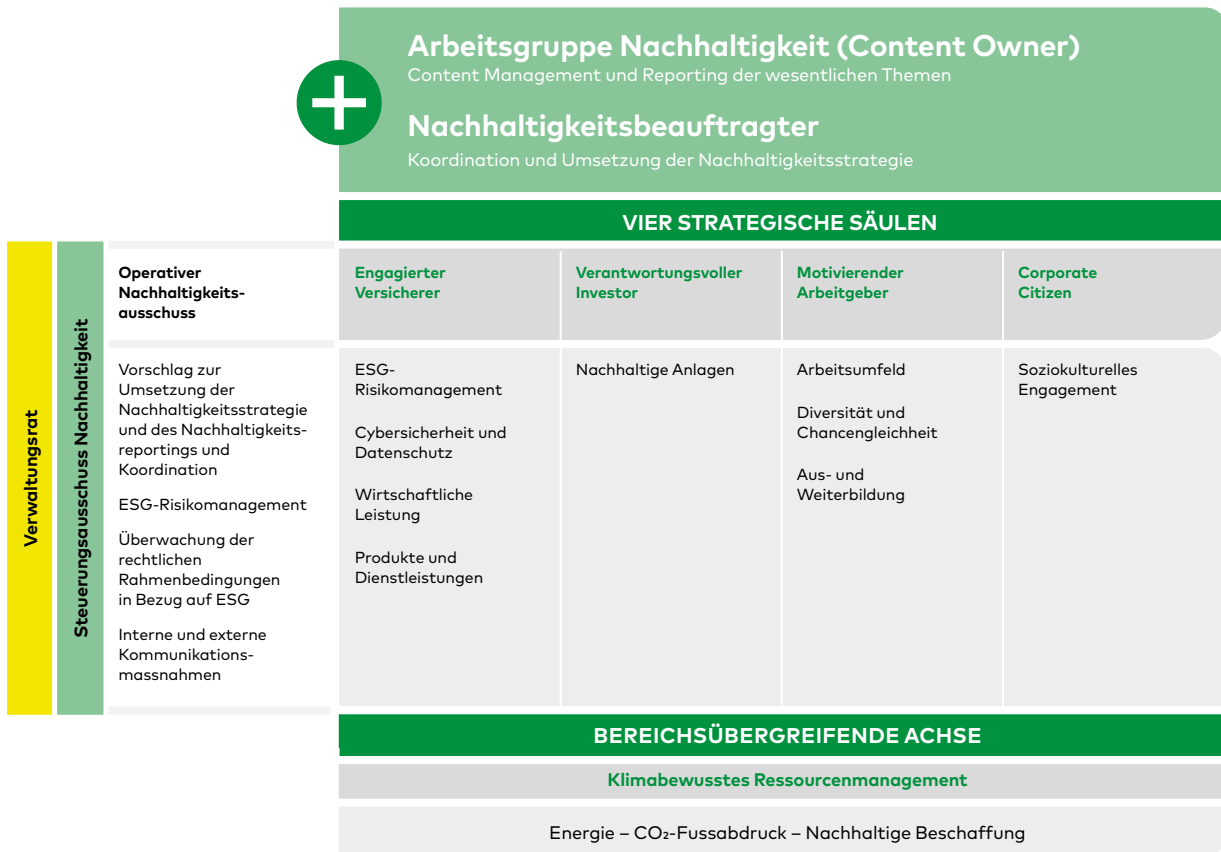 Arbeitsgruppe Nachhaltigkeit (Content Owner)
Content Management und Reporting der wesentlichen Themen
Nachhaltigkeitsbeauftragter
Koordination und Umsetzung der Nachhaltigkeitsstrategie
VIER STRATEGISCHE SÄULEN
Verwaltungsrat
Steuerungsausschuss Nachhaltigkeit
Operativer
Nachhaltigkeits-
ausschuss
Vorschlag zur
Umsetzung der
Nachhaltigkeitsstrategie
und des Nachhaltigkeits-
reportings und
Koordination
ESG-Risikomanagement
Überwachung der
rechtlichen
Rahmenbedingungen
in Bezug auf ESG
Interne und externe
Kommunikations-
massnahmen
Engagierter
Versicherer
ESG-
Risikomanagement
Cybersicherheit und
Datenschutz
Wirtschaftliche
Leistung
Produkte und
Dienstleistungen
Verantwortungsvoller
Investor
Nachhaltige Anlagen
Motivierender
Arbeitgeber
Arbeitsumfeld
Diversität und
Chancengleichheit
Aus- und
Weiterbildung
Corporate
Citizen
Soziokulturelles
Engagement
BEREICHSÜBERGREIFENDE ACHSE
Klimabewusstes Ressourcenmanagement
Energie – CO₂-Fussabdruck – Nachhaltige Beschaffung